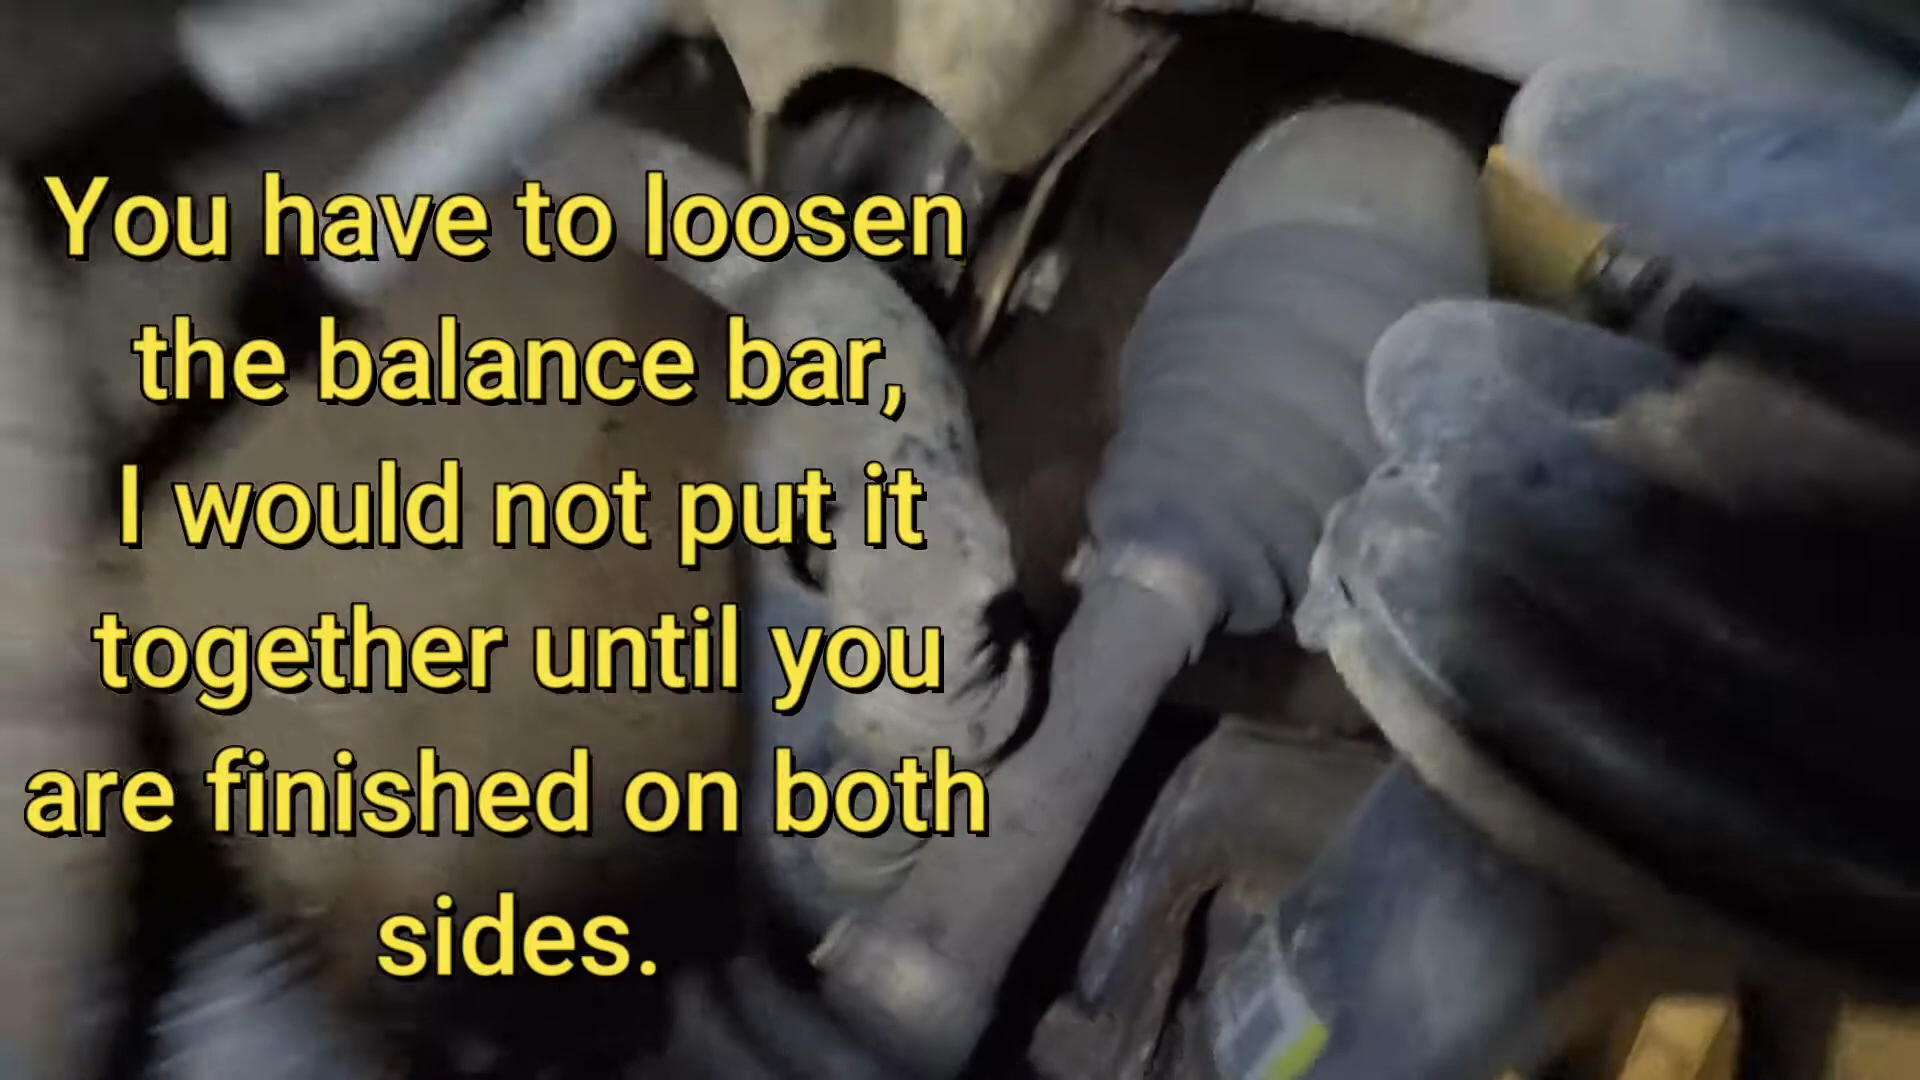 You have to loosen
the balance bar,
I would not put it
together until you
are finished on both
sides.